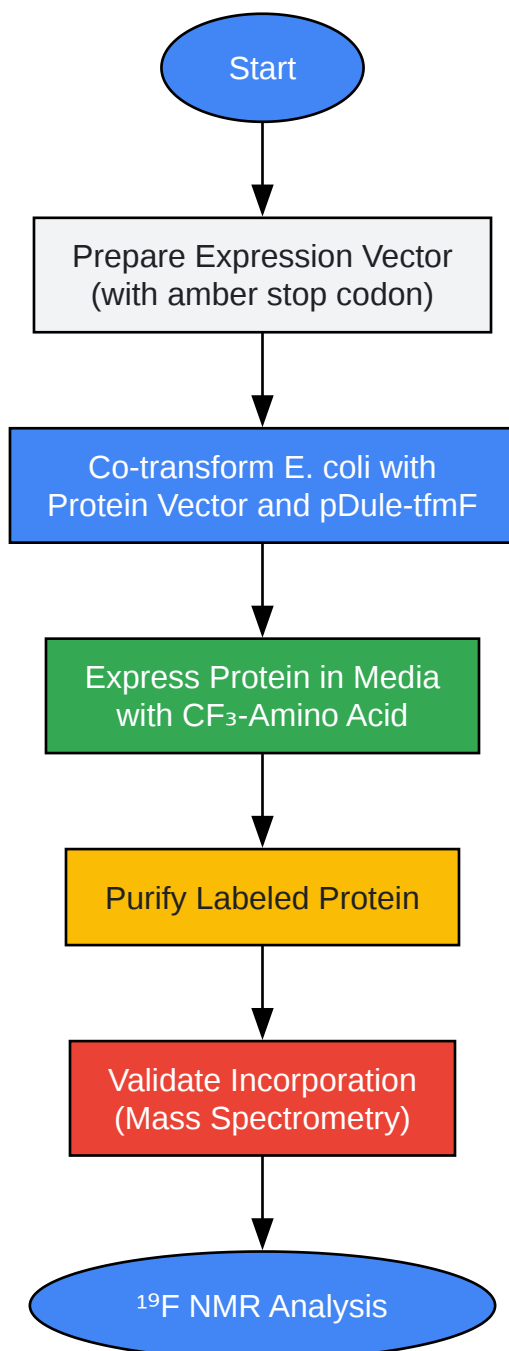 Start
Prepare Expression Vector
(with amber stop codon)
Co-transform E. coli with
Protein Vector and pDule-tfmF
Express Protein in Media
with CF₃-Amino Acid
Purify Labeled Protein
Validate Incorporation
(Mass Spectrometry)
¹⁹F NMR Analysis